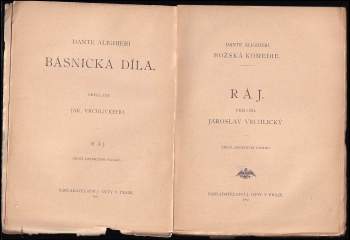 DANTE ALIGHIERI
BÁSNICKÁ DÍLA.
PŘELOŽIL
JAR. VRCHLICKÝ
RÁJ
NAKLADATELSTVÍ J. OTTY V PRAZE.
DANTE ALIGHIERI
BOŽSKÁ KOMEDIE.
RÁJ.
PŘELOŽIL
JAROSLAV VRCHLICKÝ
NAKLADATELSTVÍ J. OTTY V PRAZE.